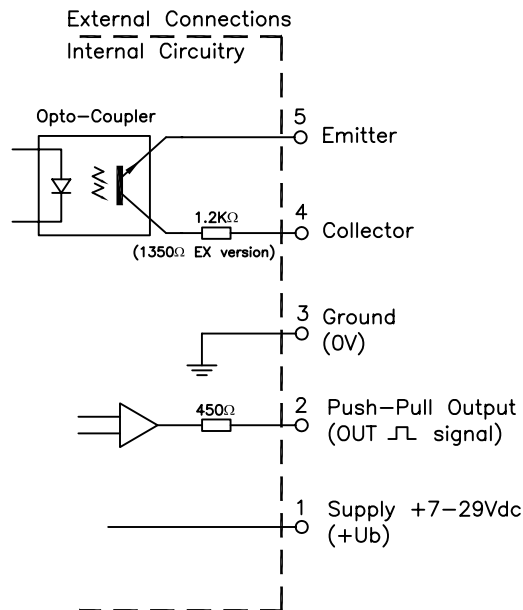 External Connections
Internal Circuitry
Opto-Coupler
5
Emitter
1.2KΩ
4
Collector
(1350Ω EX version)
3
Ground
(0V)
450Ω
2
Push-Pull Output
(OUT signal)
1
Supply +7-29Vdc
(+Ub)